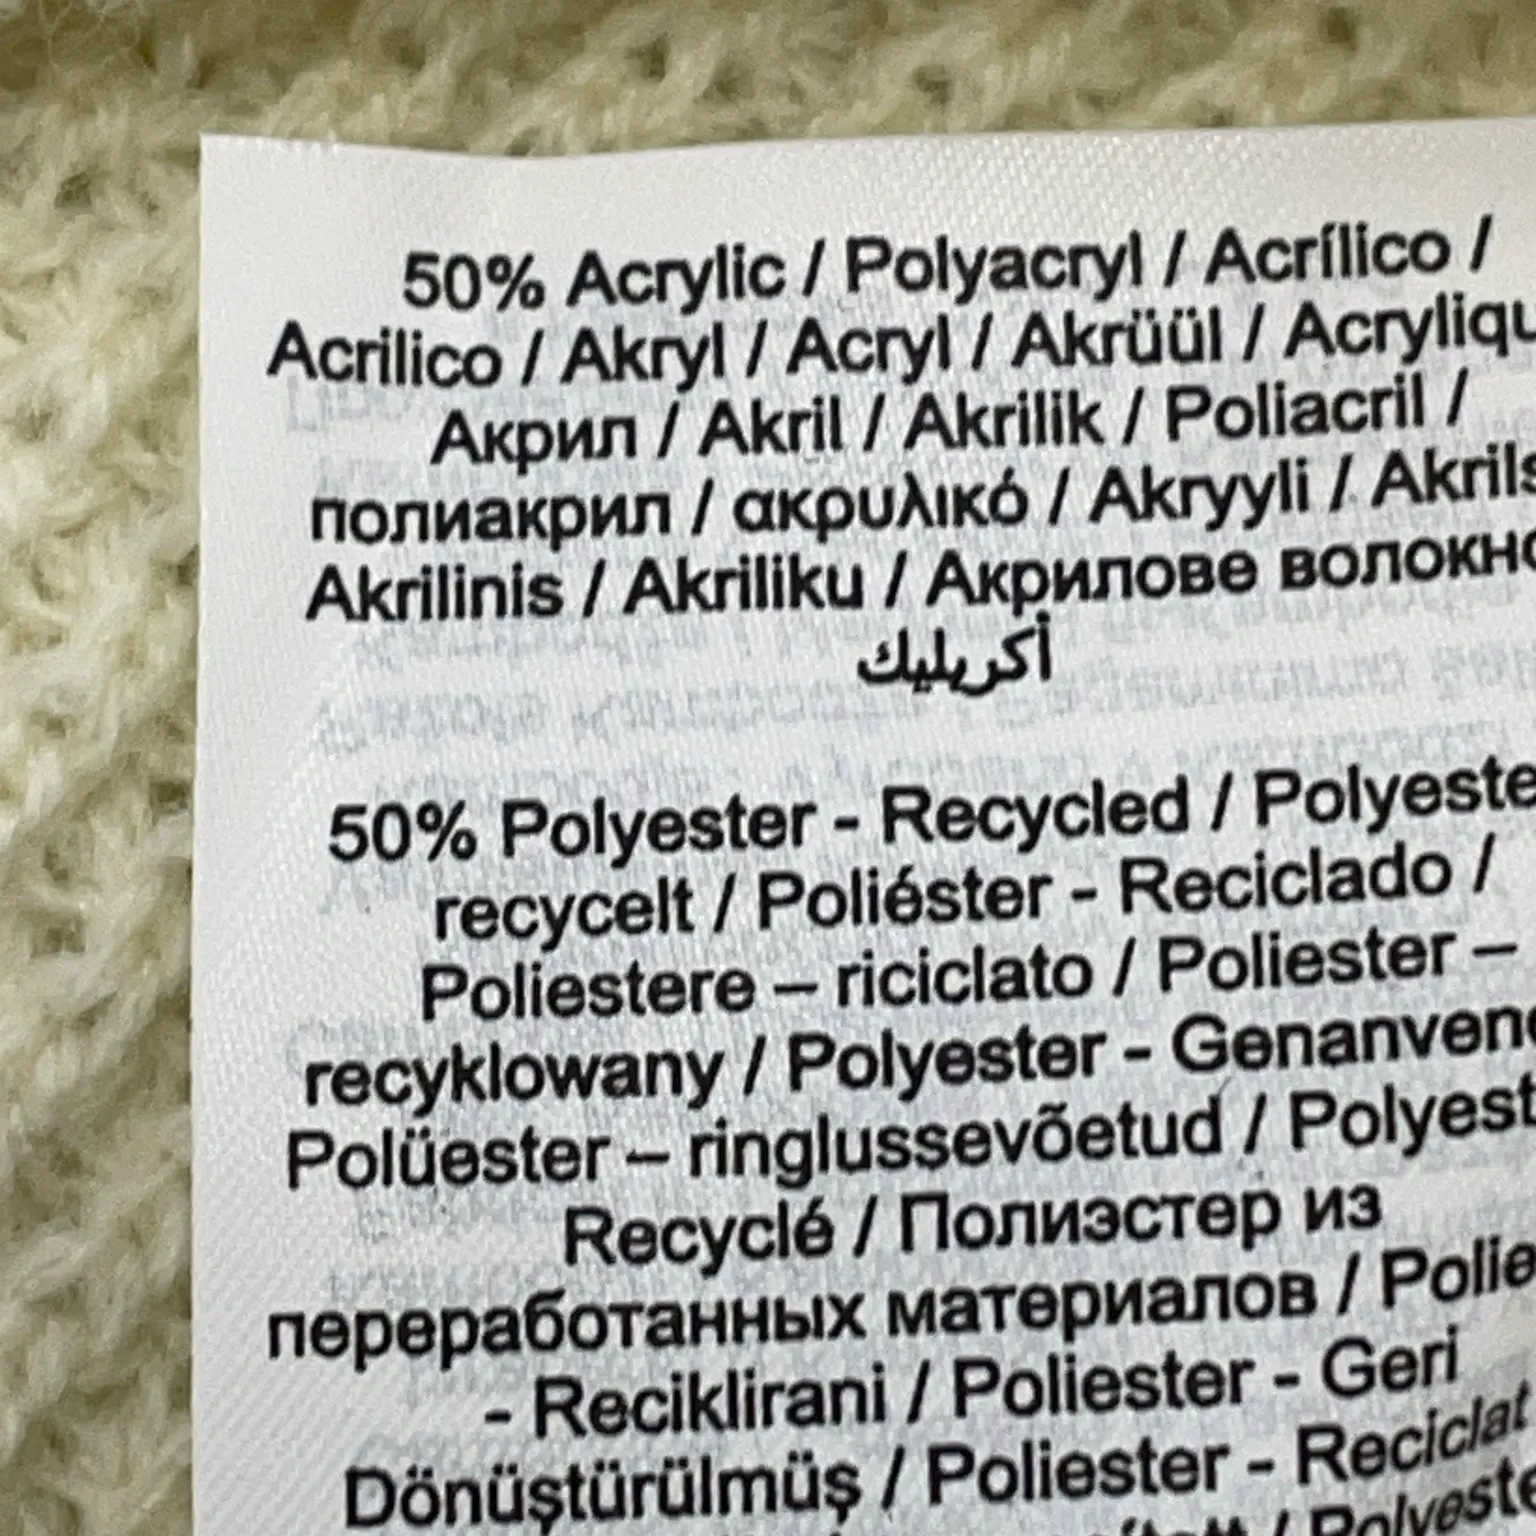 50% Acrylic / Polyacryl / Acrílico /
Acrilico / Akryl / Acryl / Akrüül / Acryliqu
Акрил / Akril / Akrilik / Poliacril /
полиакрил / ακρυλικό / Akryyli / Akrils
Akrilinis / Akriliku / Акрилове волокно
أكريليك
50% Polyester - Recycled / Polyeste
recycelt / Poliéster - Reciclado /
Poliestere – riciclato / Poliester –
recyklowany / Polyester - Genanvend
Polüester – ringlussevõetud / Polyest
Recyclé / Полиэстер из
переработанных материалов / Polie
- Reciklirani / Poliester - Geri
Dönüştürülmüş / Poliester - Reciclat
/ Polyeste